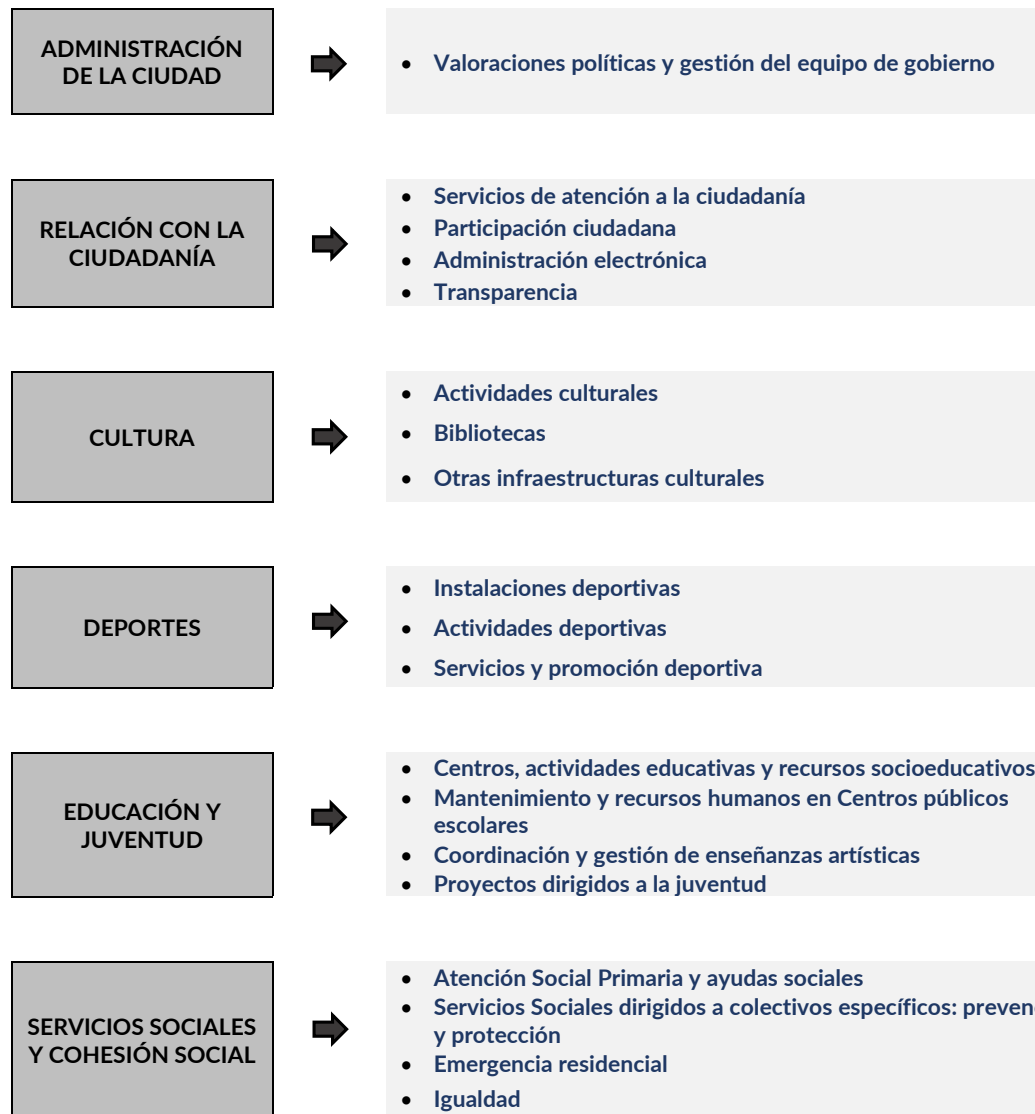 ADMINISTRACIÓN
DE LA CIUDAD
• Valoraciones políticas y gestión del equipo de gobierno
RELACIÓN CON LA
CIUDADANÍA
• Servicios de atención a la ciudadanía
• Participación ciudadana
• Administración electrónica
• Transparencia
CULTURA
• Actividades culturales
• Bibliotecas
• Otras infraestructuras culturales
DEPORTES
• Instalaciones deportivas
• Actividades deportivas
• Servicios y promoción deportiva
EDUCACIÓN Y
JUVENTUD
• Centros, actividades educativas y recursos socioeducativos
• Mantenimiento y recursos humanos en Centros públicos
escolares
• Coordinación y gestión de enseñanzas artísticas
• Proyectos dirigidos a la juventud
SERVICIOS SOCIALES
Y COHESIÓN SOCIAL
• Atención Social Primaria y ayudas sociales
• Servicios Sociales dirigidos a colectivos específicos:
y protección
• Emergencia residencial
• Igualdad